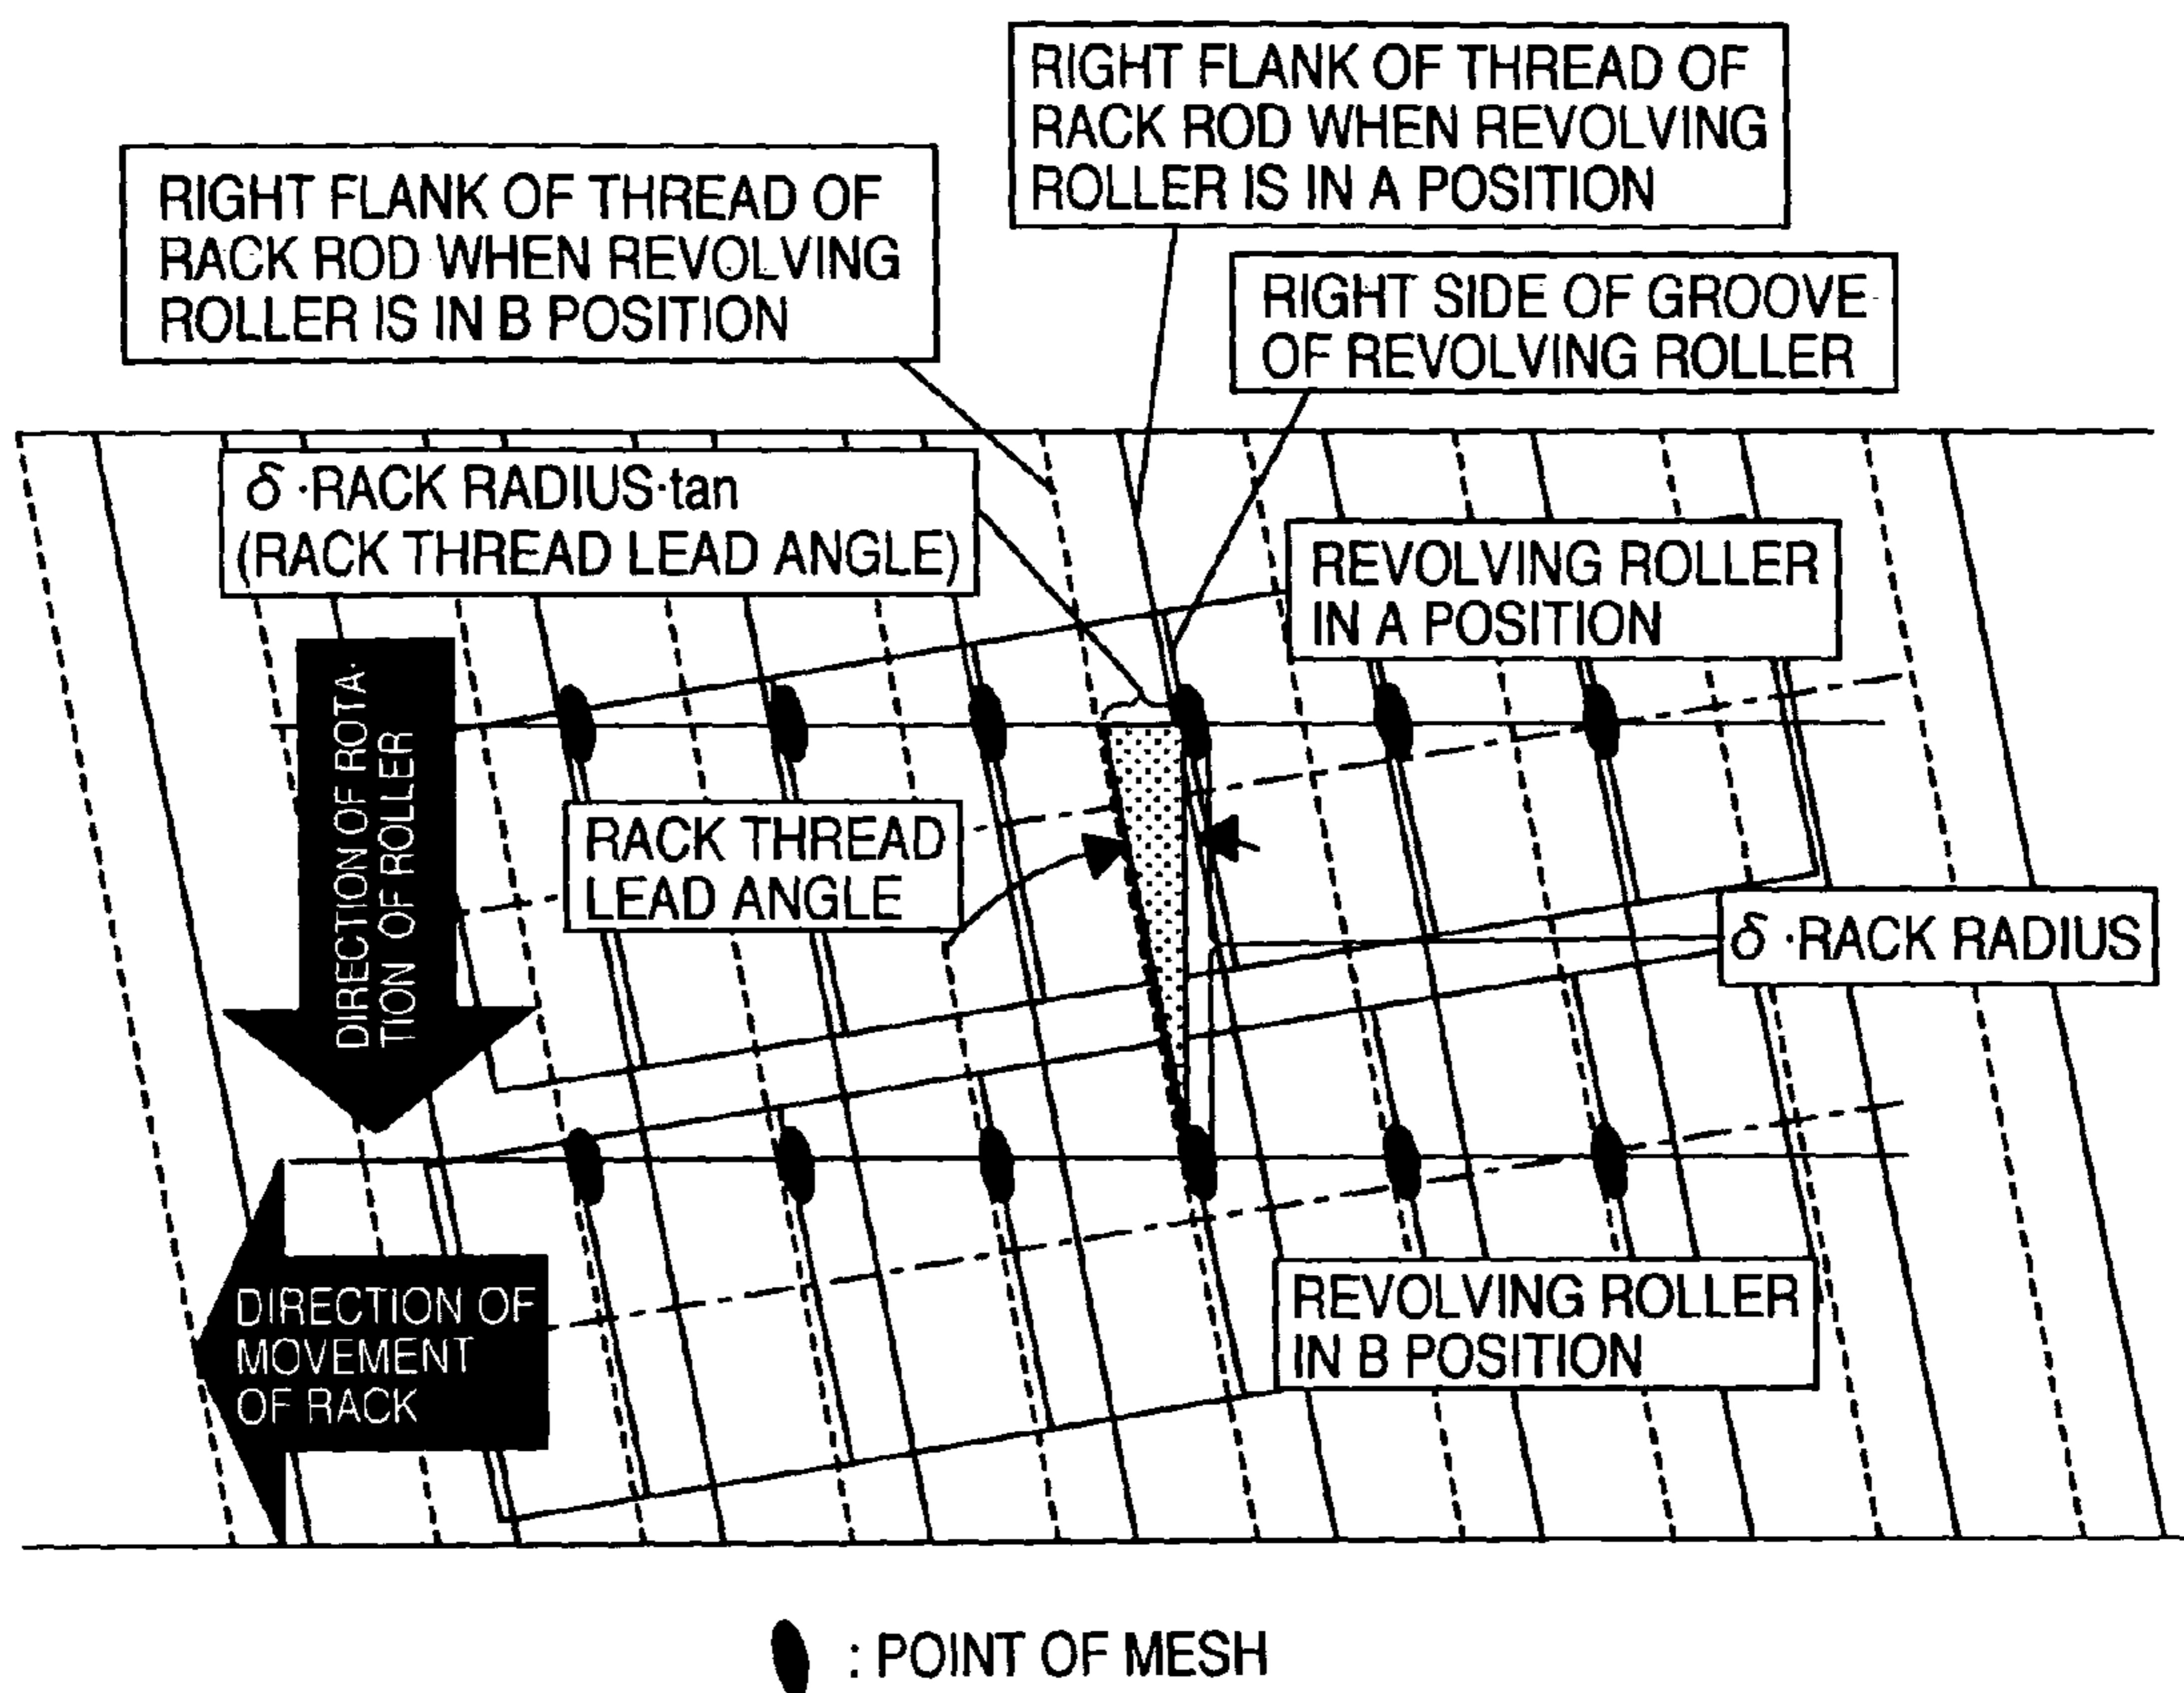 RIGHT FLANK OF THREAD OF
RACK ROD WHEN REVOLVING
ROLLER IS IN A POSITION
RIGHT FLANK OF THREAD OF
RACK ROD WHEN REVOLVING
ROLLER IS IN B POSITION
RIGHT SIDE OF GROOVE
OF REVOLVING ROLLER
δ·RACK RADIUS·tan
(RACK THREAD LEAD ANGLE)
REVOLVING ROLLER
IN A POSITION
DIRECTION OF ROTA-
TION OF ROLLER
RACK THREAD
LEAD ANGLE
δ·RACK RADIUS
DIRECTION OF
MOVEMENT
OF RACK
REVOLVING ROLLER
IN B POSITION
: POINT OF MESH